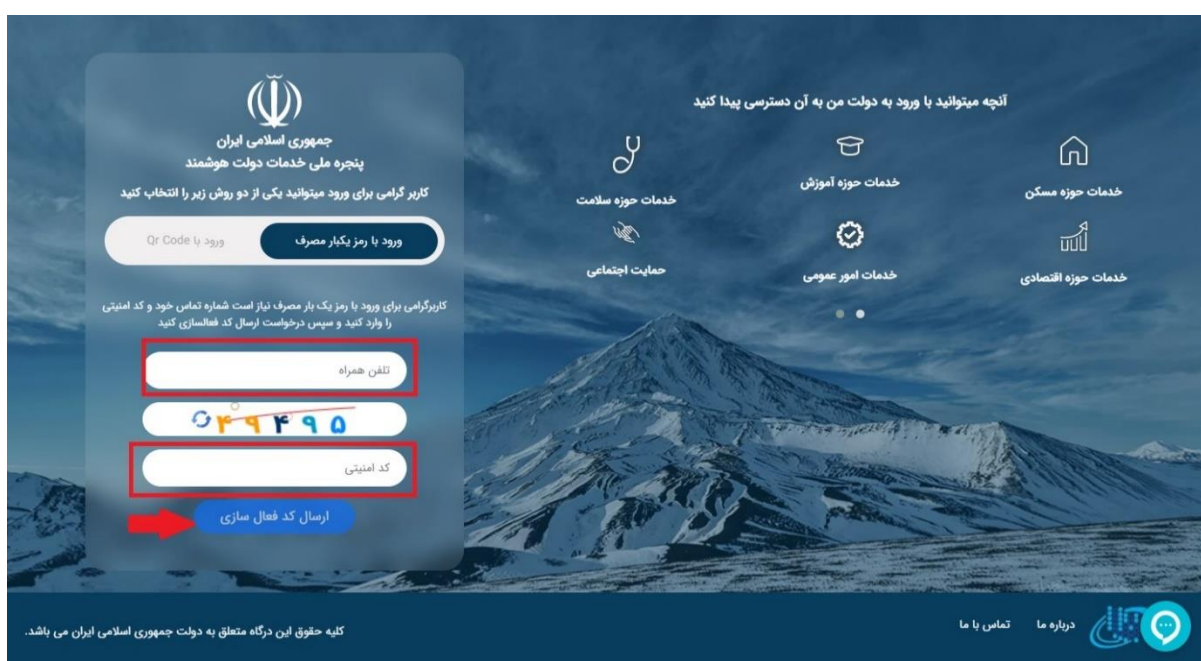 جمهوری اسلامی ایران
پنجره ملی خدمات دولت هوشمند
کاربر گرامی برای ورود میتوانید یکی از دو روش زیر را انتخاب کنید
ورود با رمز یکبار مصرف
ورود با Qr Code
کاربرگرامی برای ورود با رمز یک بار مصرف نیاز است شماره تماس خود و کد امنیتی
را وارد کنید و سپس درخواست ارسال کد فعالسازی کنید
تلفن همراه
۴۹۴۹۵
کد امنیتی
ارسال کد فعال سازی
آنچه میتوانید با ورود به دولت من به آن دسترسی پیدا کنید
خدمات حوزه مسکن
خدمات حوزه آموزش
خدمات حوزه سلامت
خدمات حوزه اقتصادی
خدمات امور عمومی
حمایت اجتماعی
درباره ما
تماس با ما
کلیه حقوق این درگاه متعلق به دولت جمهوری اسلامی ایران می باشد.